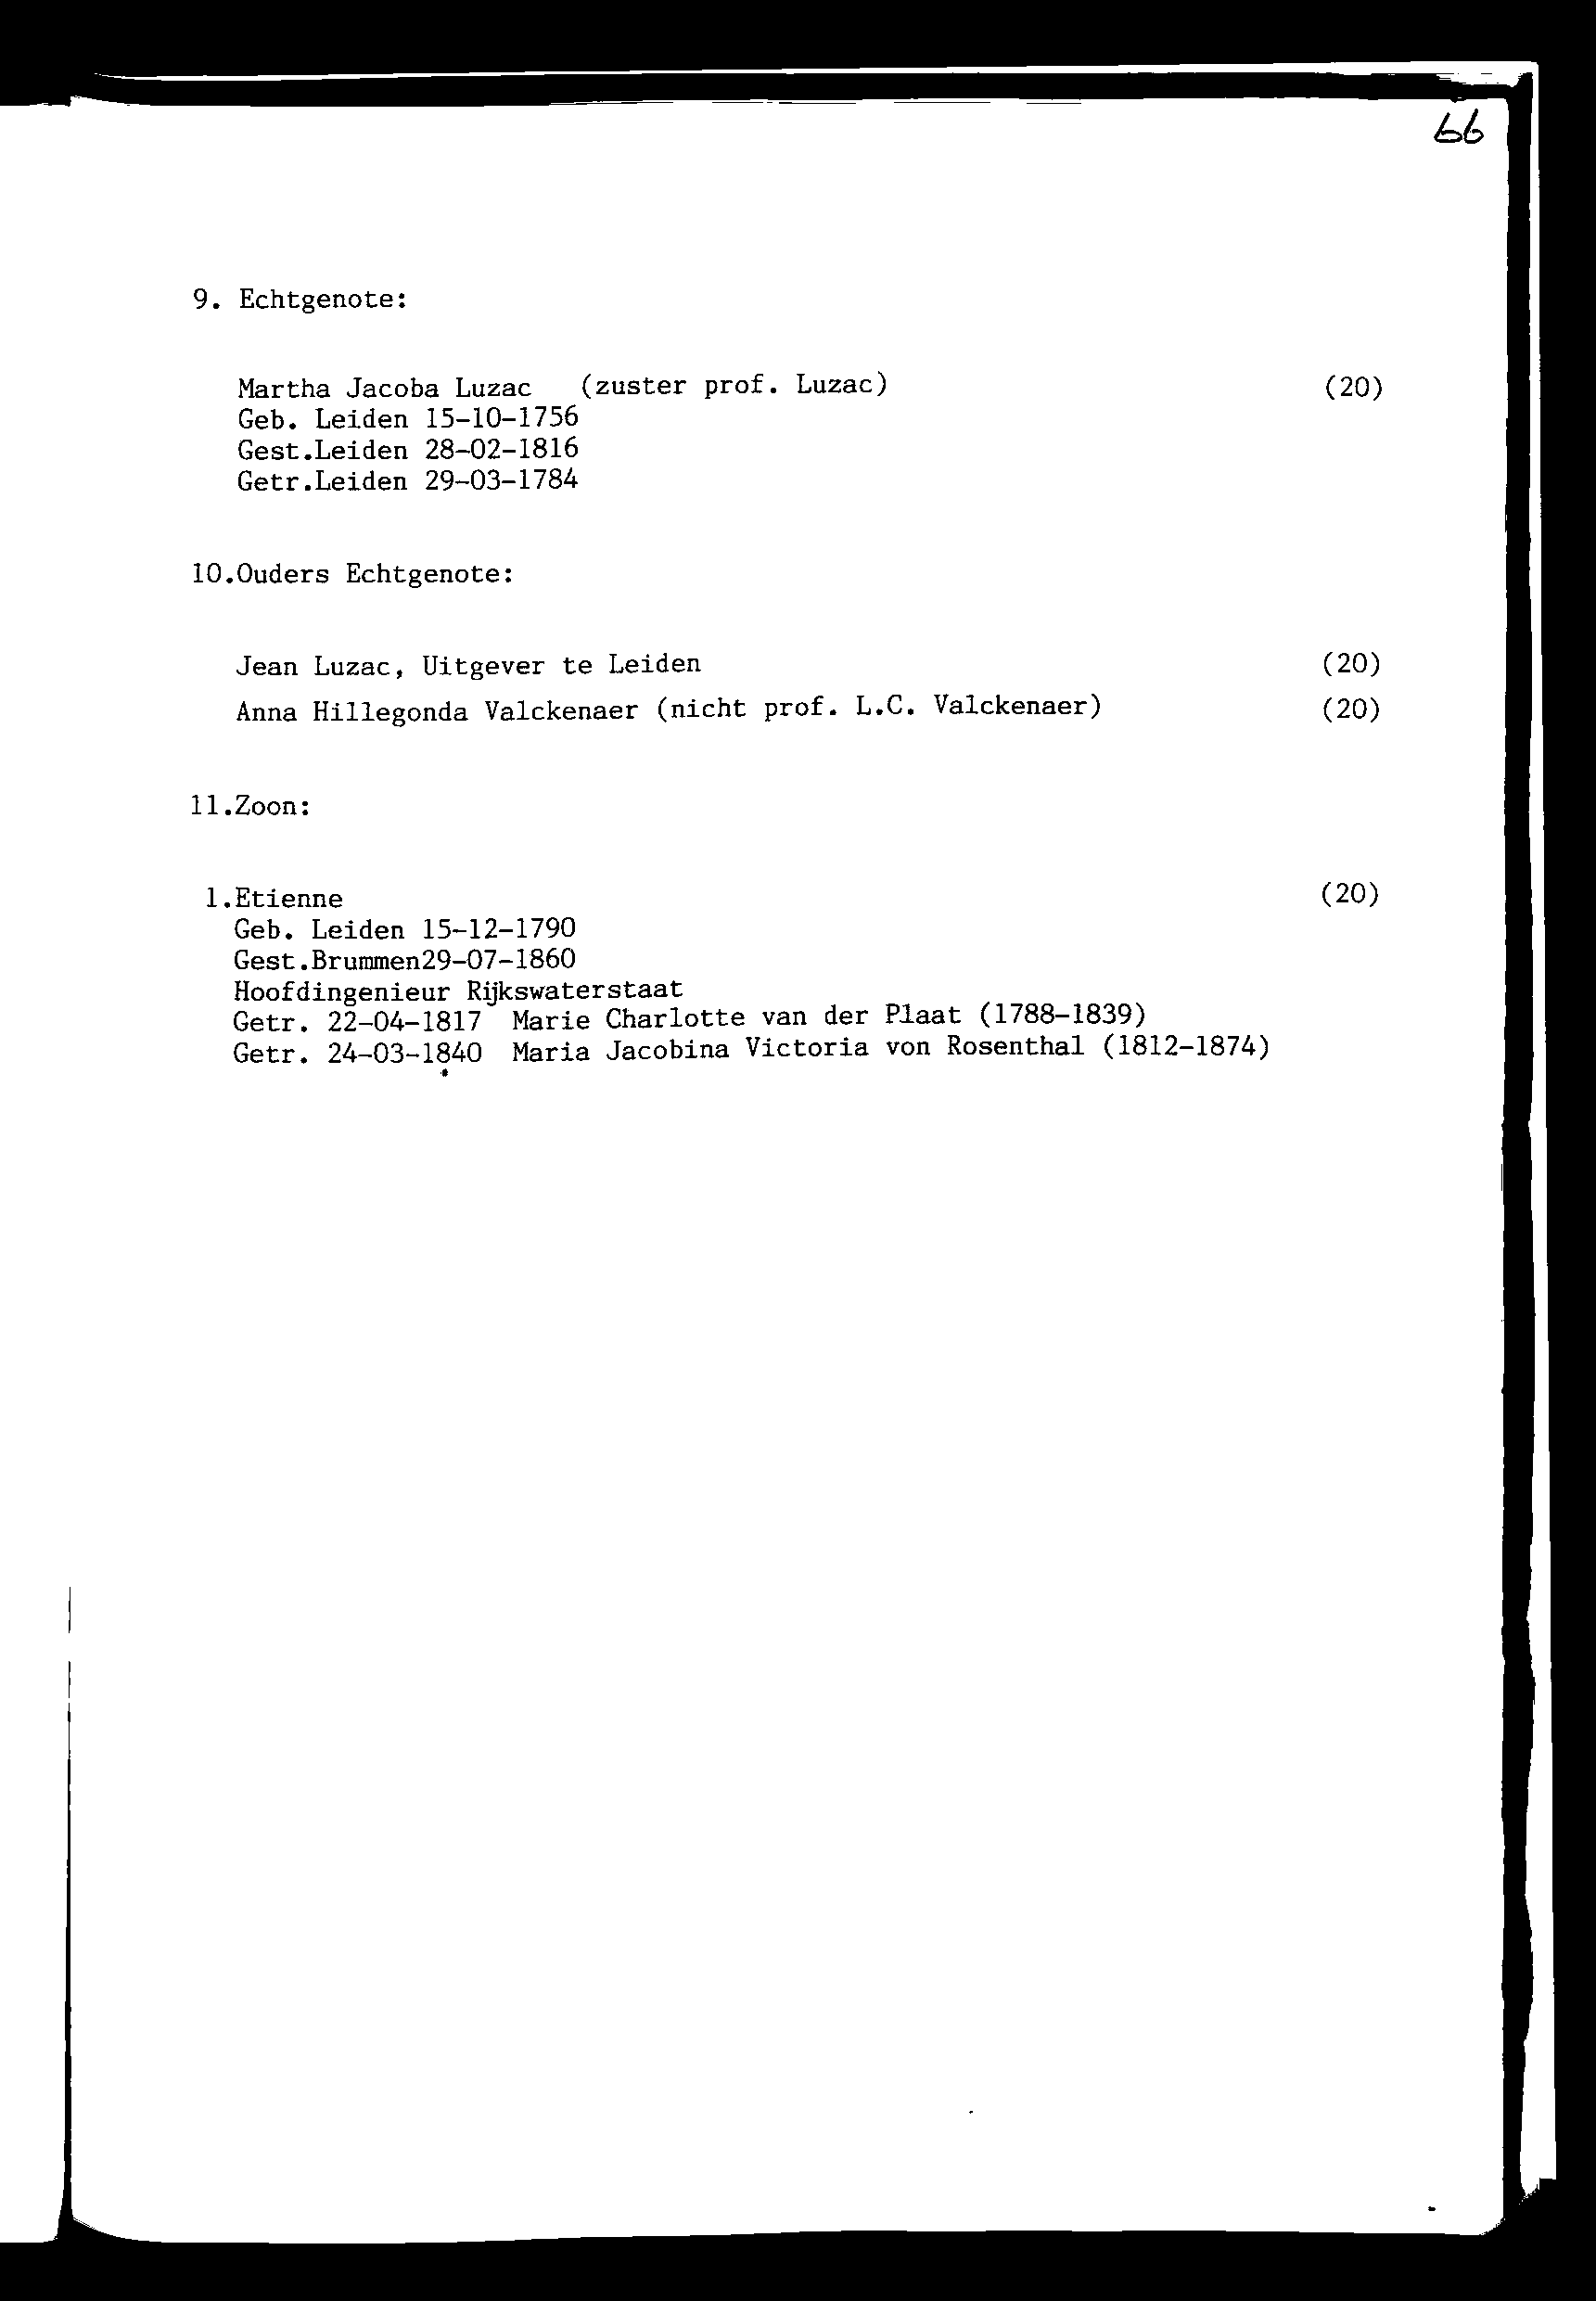 66
9. Echtgenote:
Martha Jacoba Luzac (zuster prof. Luzac) (20)
Geb. Leiden 15-10-1756
Gest.Leiden 28-02-1816
Getr.Leiden 29-03-1784
10.Ouders Echtgenote:
Jean Luzac, Uitgever te Leiden (20)
Anna Hillegonda Valckenaer (nicht prof. L.C. Valckenaer) (20)
11.Zoon:
1.Etienne (20)
Geb. Leiden 15-12-1790
Gest.Brummen29-07-1860
Hoofdingenieur Rijkswaterstaat
Getr. 22-04-1817 Marie Charlotte van der Plaat (1788-1839)
Getr. 24-03-1840 Maria Jacobina Victoria von Rosenthal (1812-1874)